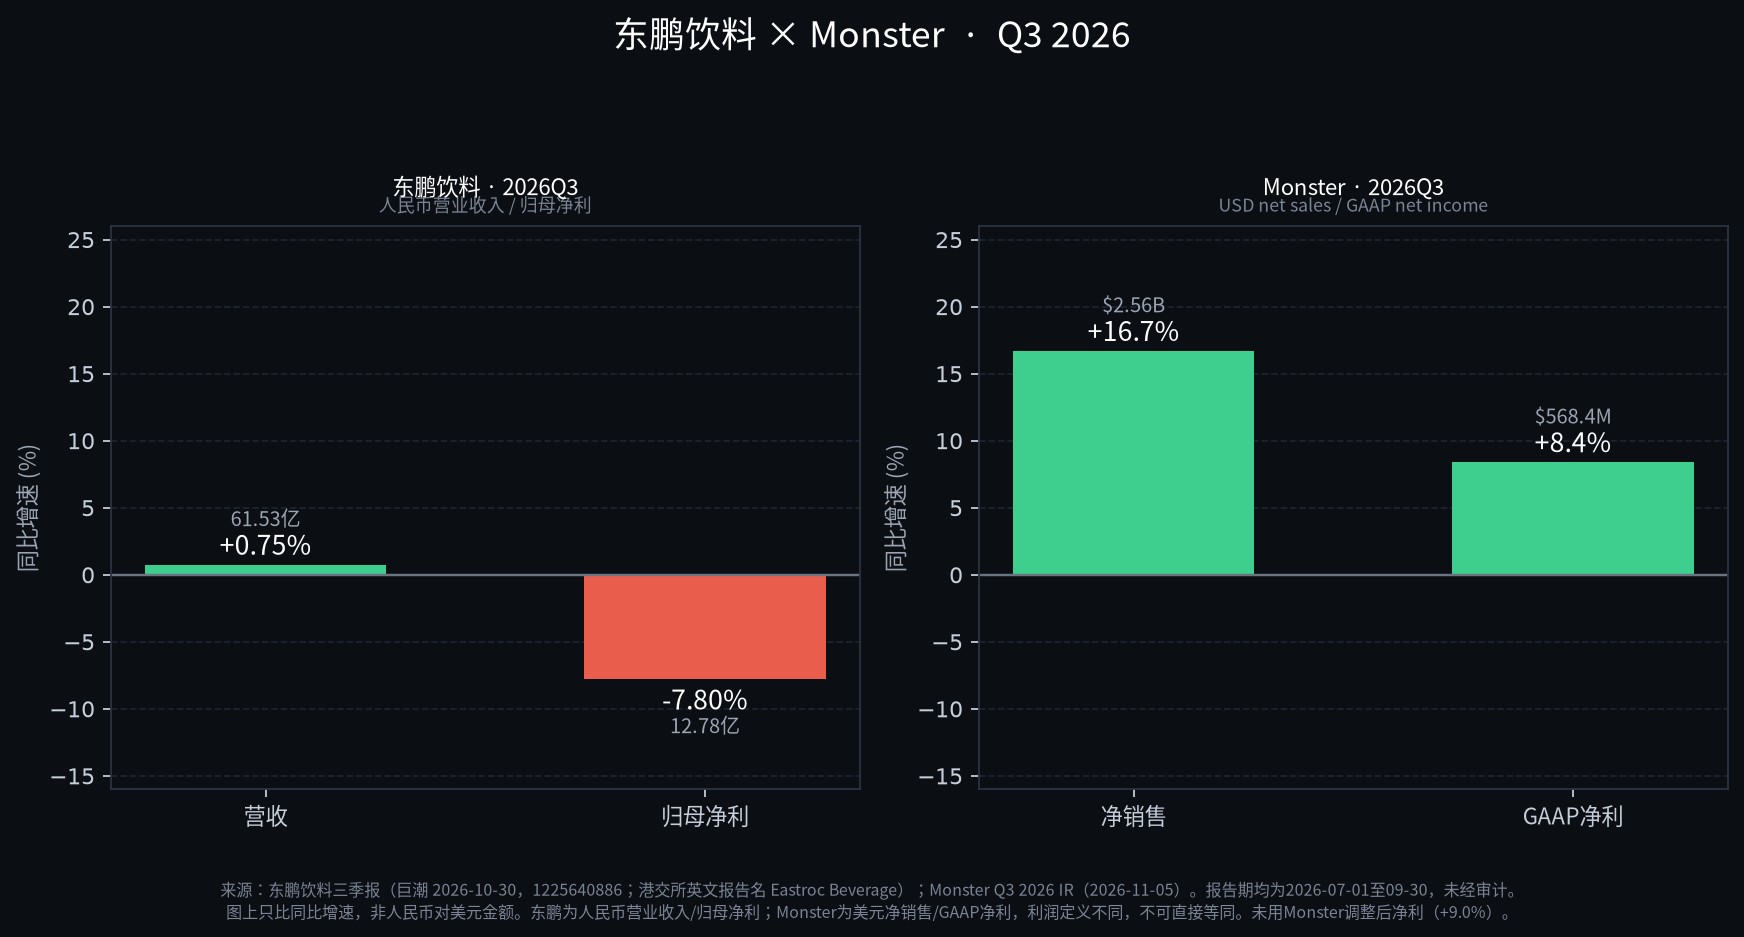 东鹏饮料 × Monster · Q3 2026
东鹏饮料 · 2026Q3
人民币营业收入 / 归母净利
同比增速 (%)
25
20
15
10
5
0
−5
−10
−15
61.53亿
+0.75%
-7.80%
12.78亿
营收
归母净利
Monster · 2026Q3
USD net sales / GAAP net income
同比增速 (%)
25
20
15
10
5
0
−5
−10
−15
$2.56B
+16.7%
$568.4M
+8.4%
净销售
GAAP净利
来源：东鹏饮料三季报（巨潮 2026-10-30，1225640886；港交所英文报告名 Eastroc Beverage）；Monster Q3 2026 IR（2026-11-05）。报告期均为2026-07-01至09-30，未经审计。
图上只比同比增速，非人民币对美元金额。东鹏为人民币营业收入/归母净利；Monster为美元净销售/GAAP净利，利润定义不同，不可直接等同。未用Monster调整后净利（+9.0%）。